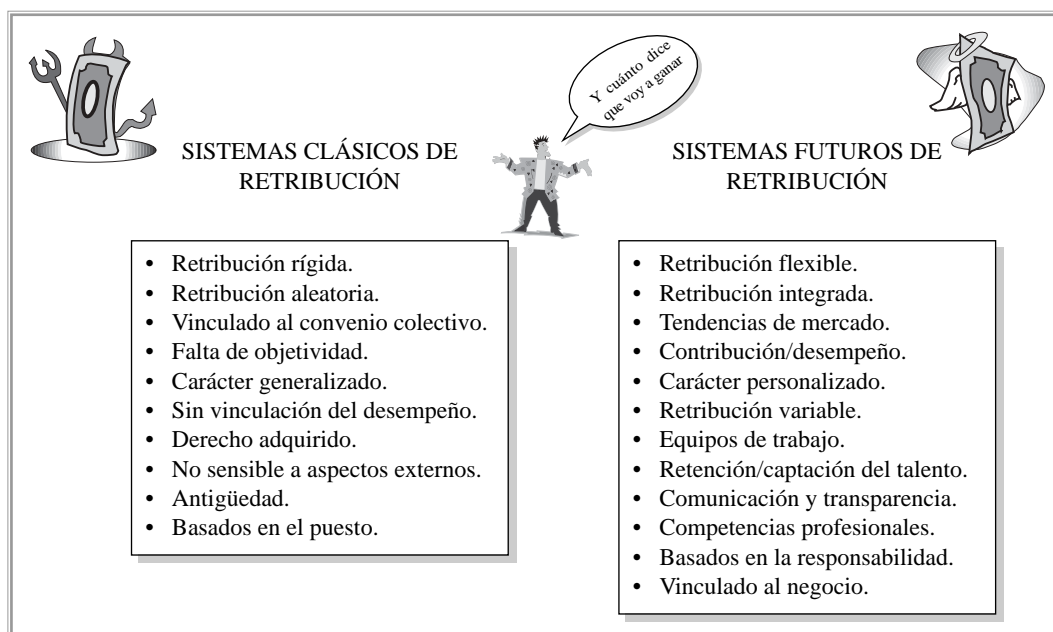 Y cuánto dice
que voy a ganar
SISTEMAS CLÁSICOS DE
RETRIBUCIÓN
SISTEMAS FUTUROS DE
RETRIBUCIÓN
• Retribución rígida.
• Retribución aleatoria.
• Vinculado al convenio colectivo.
• Falta de objetividad.
• Carácter generalizado.
• Sin vinculación del desempeño.
• Derecho adquirido.
• No sensible a aspectos externos.
• Antigüedad.
• Basados en el puesto.
• Retribución flexible.
• Retribución integrada.
• Tendencias de mercado.
• Contribución/desempeño.
• Carácter personalizado.
• Retribución variable.
• Equipos de trabajo.
• Retención/captación del talento.
• Comunicación y transparencia.
• Competencias profesionales.
• Basados en la responsabilidad.
• Vinculado al negocio.